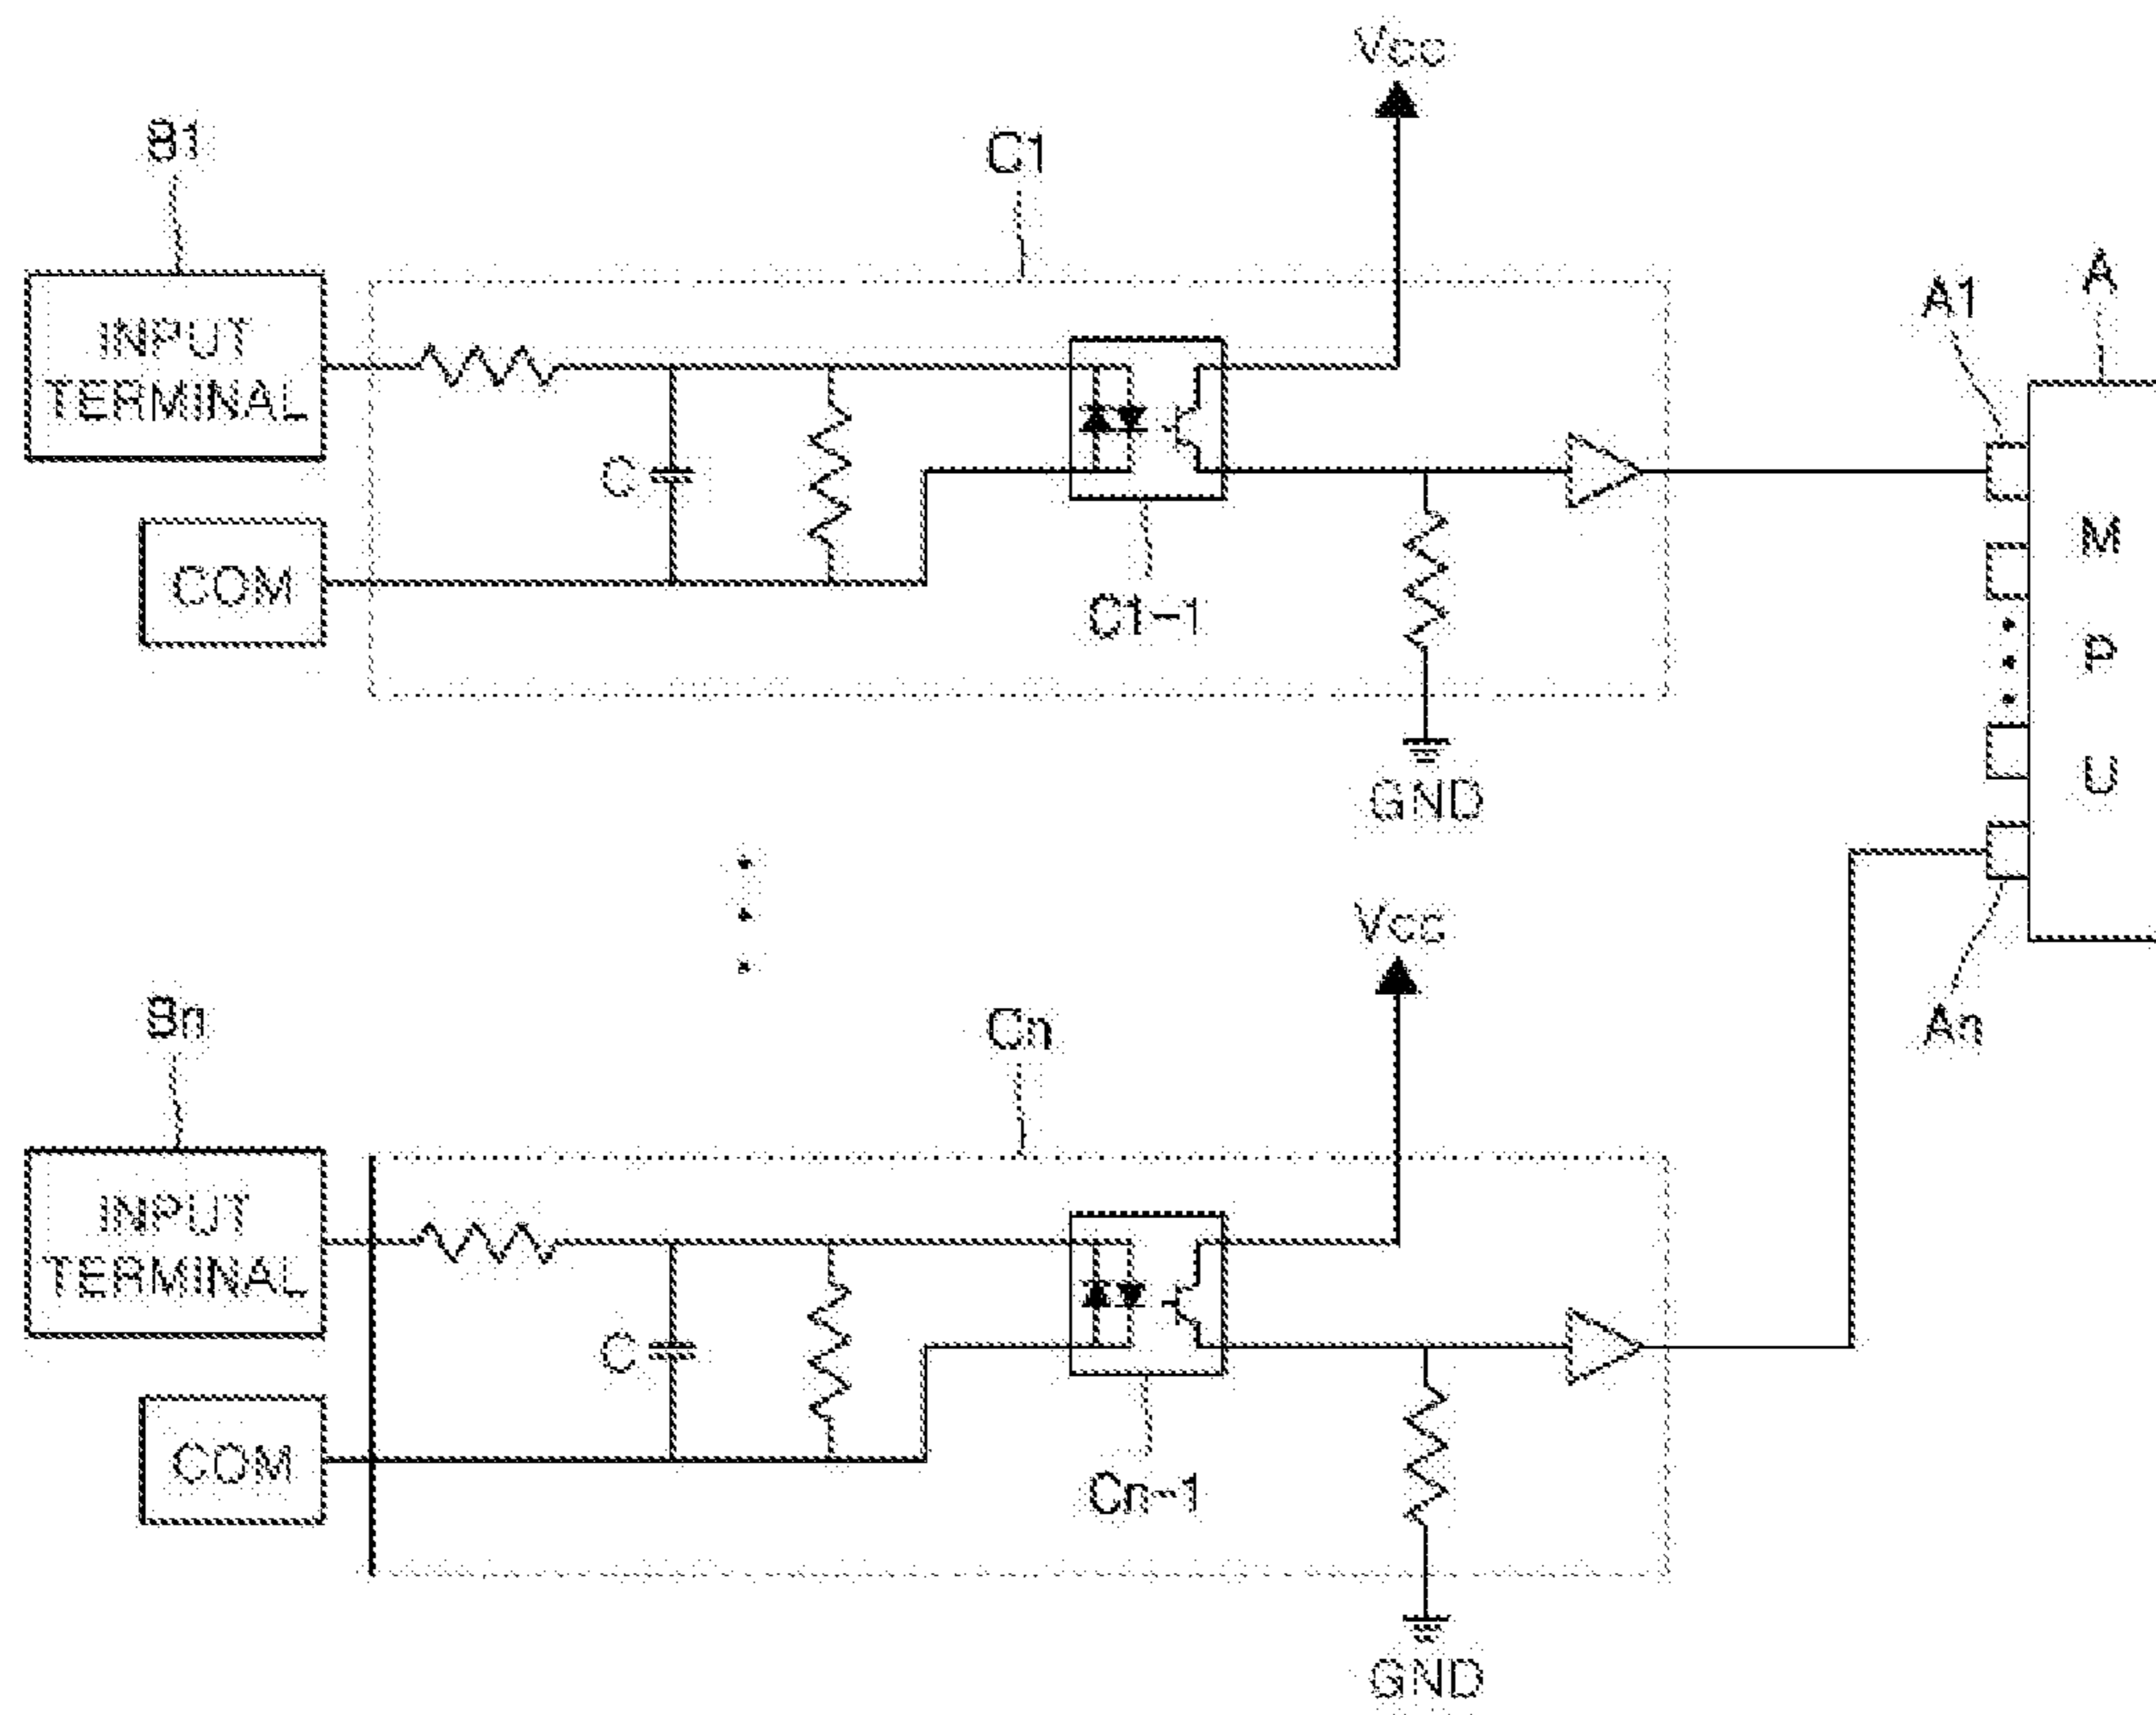 Vcc
B1
C1
INPUT
TERMINAL
A
A1
C
COM
C1-1
M
P
U
GND
Vcc
Bn
Cn
An
INPUT
TERMINAL
C
COM
Cn-1
GND